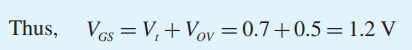 Thus, V_GS = V_t + V_OV = 0.7 + 0.5 = 1.2 V